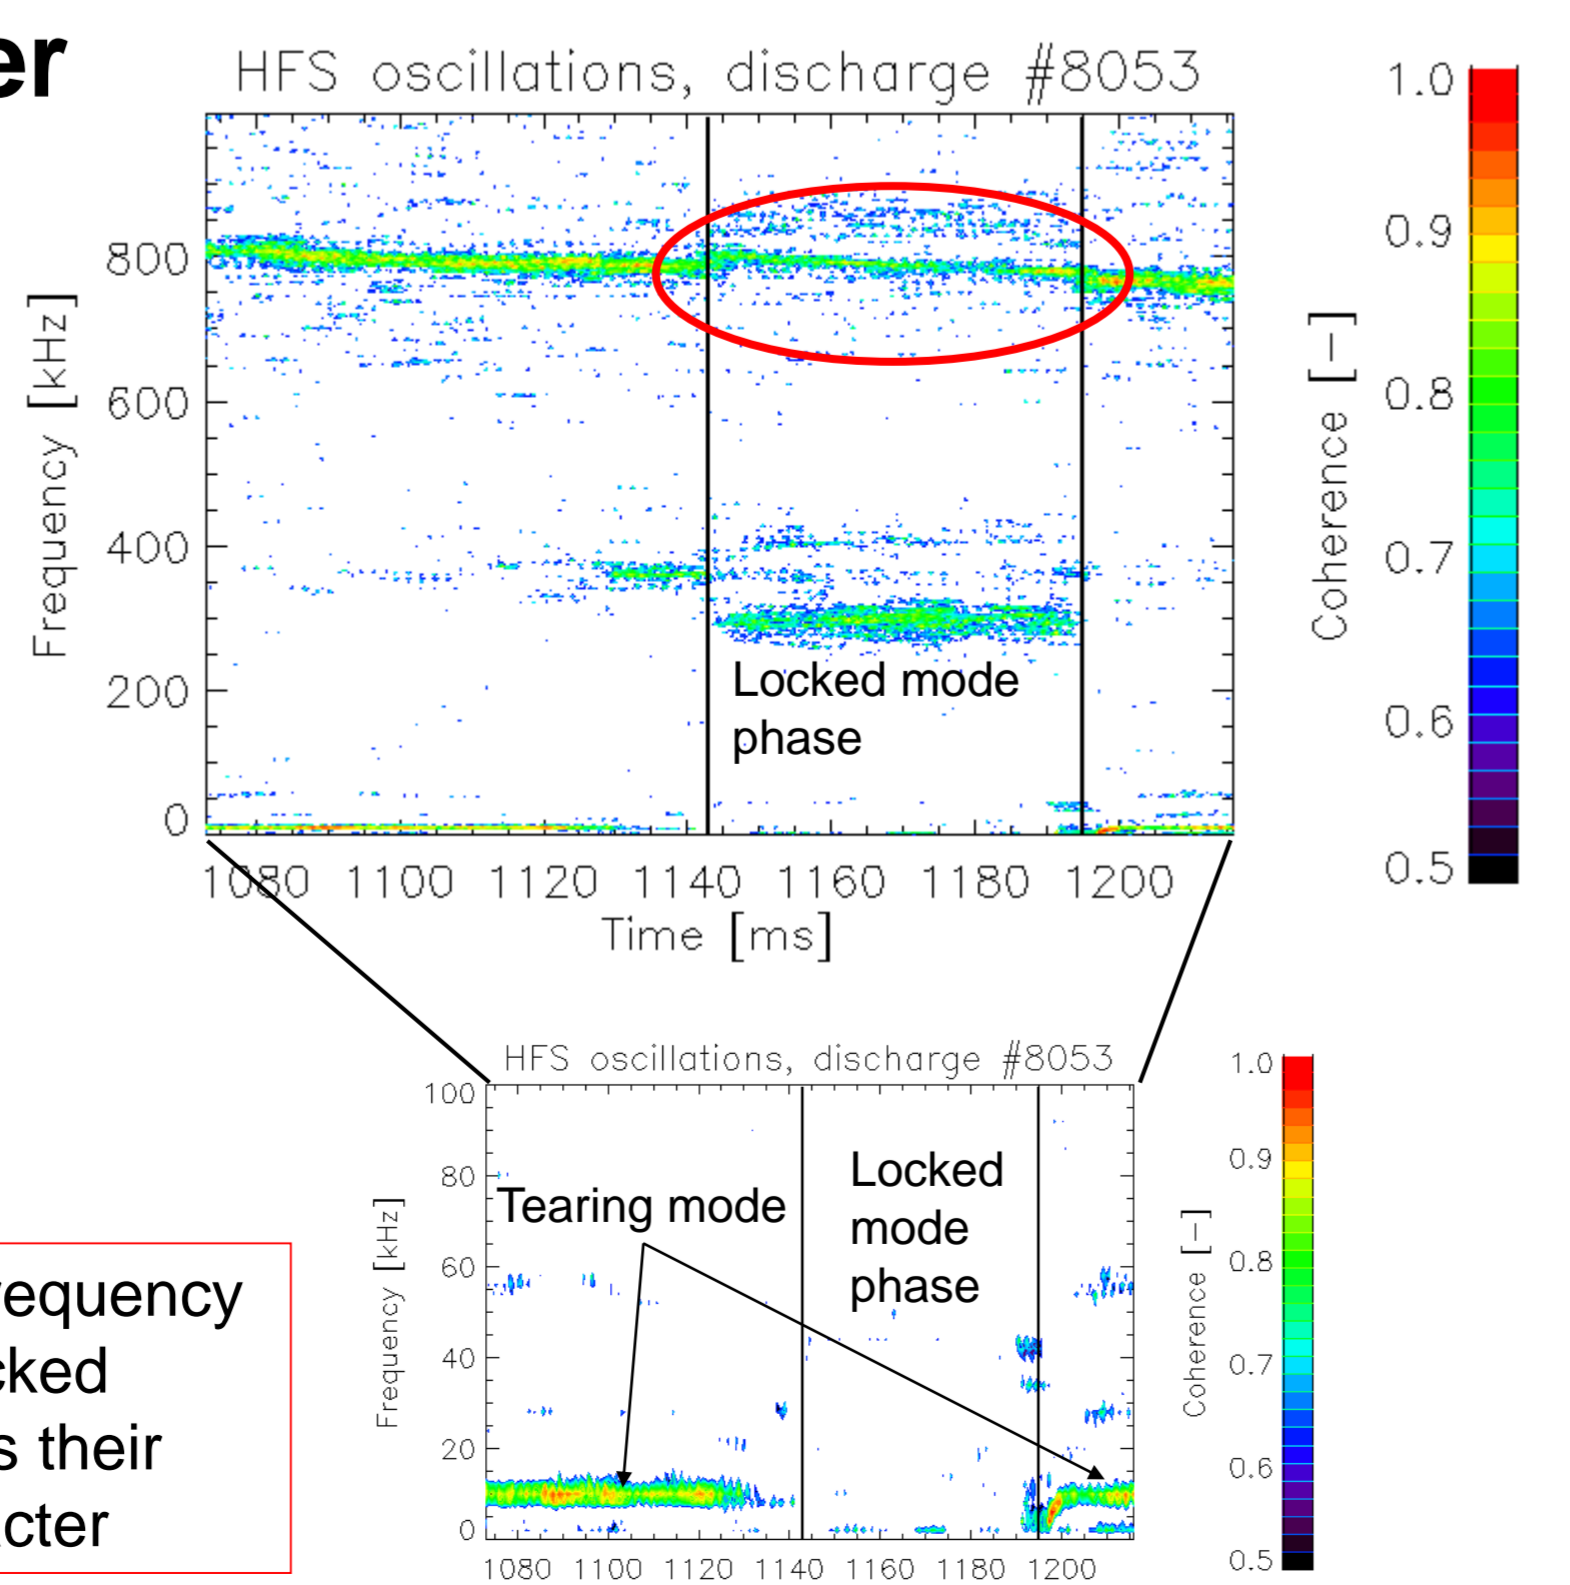 er
HFS oscillations, discharge #8053
1.0
0.9
0.8
0.7
0.6
0.5
Coherence [-]
Frequency [kHz]
800
600
400
200
0
Locked mode
phase
1080 1100 1120 1140 1160 1180 1200
Time [ms]
HFS oscillations, discharge #8053
100
80
60
40
20
0
Frequency [kHz]
Tearing mode
Locked
mode
phase
1080 1100 1120 1140 1160 1180 1200
1.0
0.9
0.8
0.7
0.6
0.5
Coherence [-]
requency
cked
s their
cter